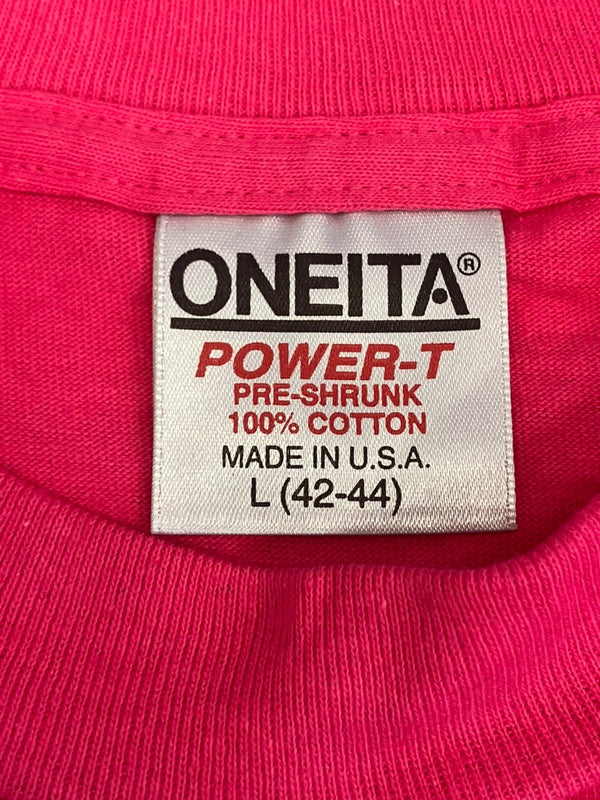 ONEITA®
POWER-T
PRE-SHRUNK
100% COTTON
MADE IN U.S.A.
L (42-44)